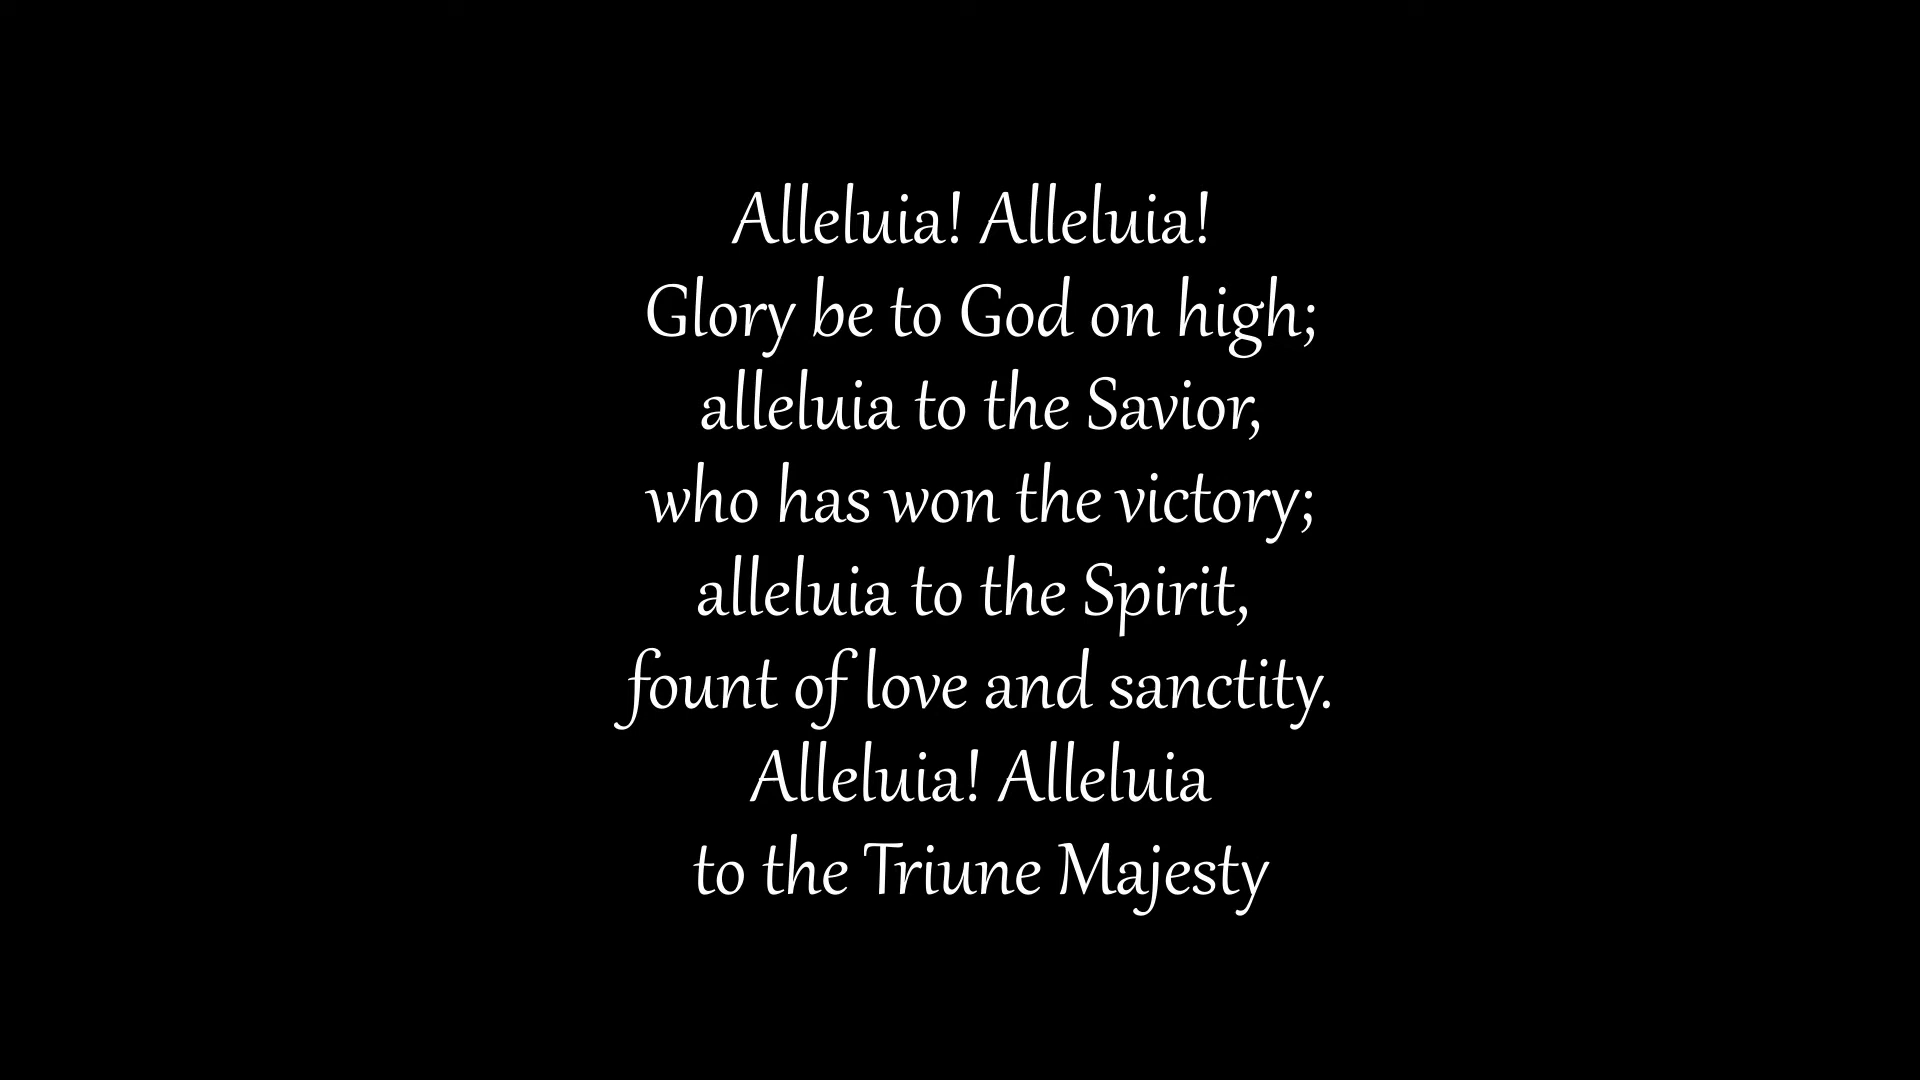 Alleluia! Alleluia!
Glory be to God on high;
alleluia to the Savior,
who has won the victory;
alleluia to the Spirit,
fount of love and sanctity.
Alleluia! Alleluia
to the Triune Majesty